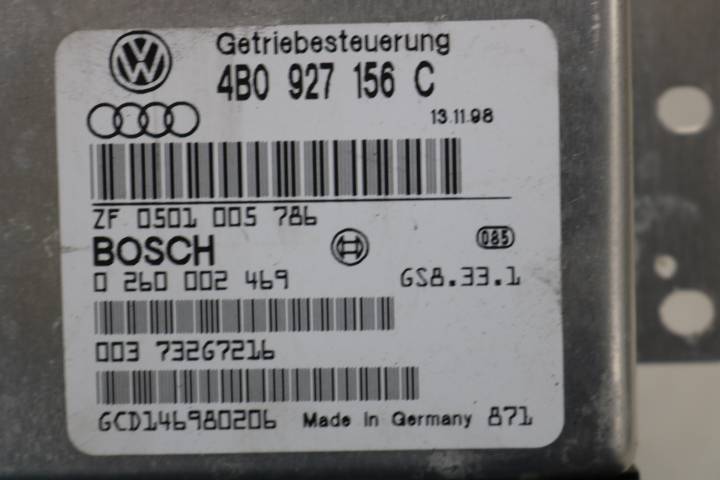 Getriebesteuerung
4B0 927 156 C
13.11.98
ZF 0501 005 786
BOSCH
085
0 260 002 469 GS8.33.1
003 73267216
GCD146980206 Made in Germany 871